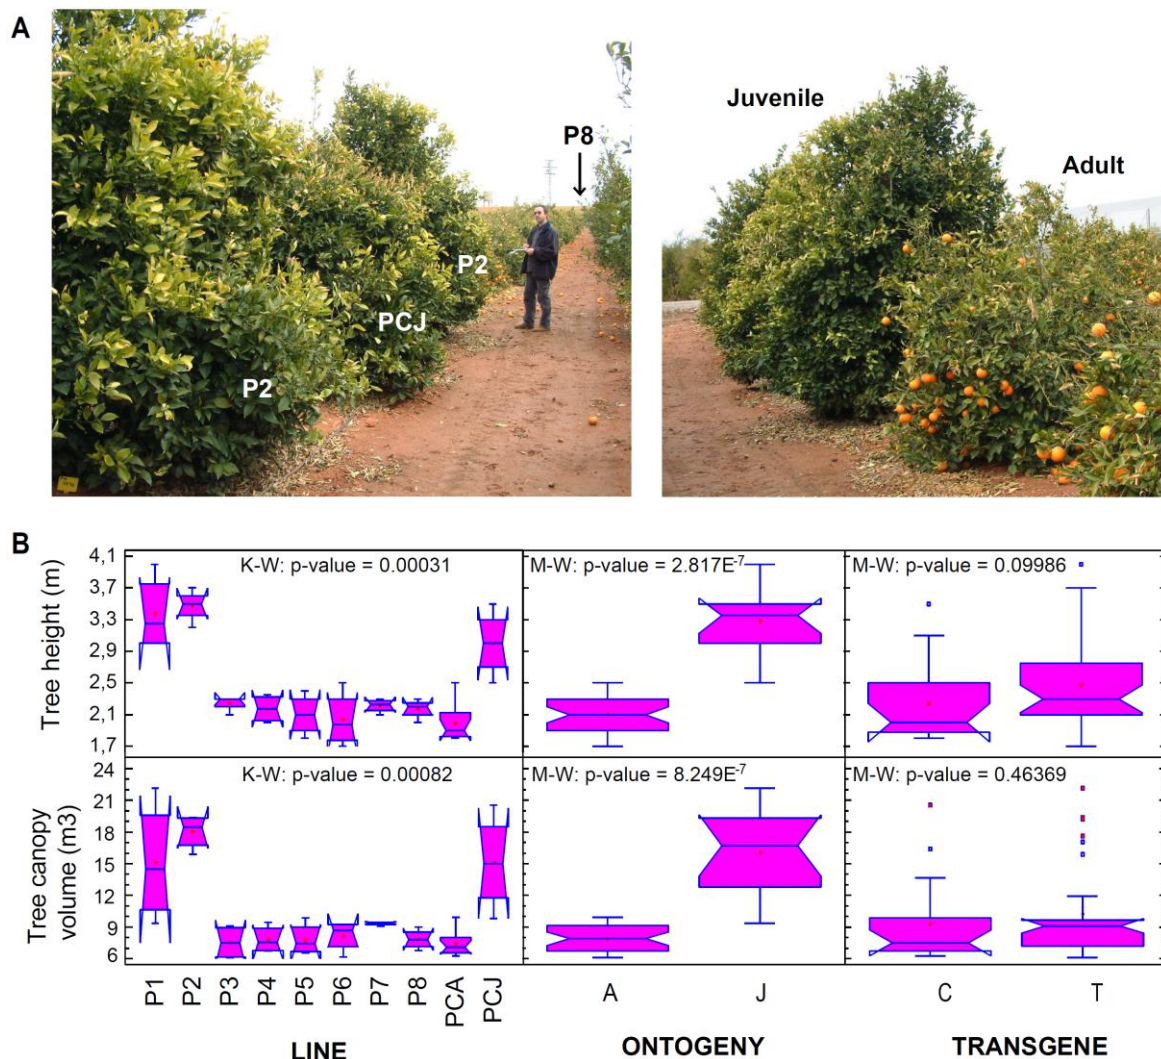 A
P8
P2
PCJ
P2
Juvenile
Adult
B
Tree height (m)
4,1
3,7
3,3
2,9
2,5
2,1
1,7
K-W: p-value = 0.00031
M-W: p-value = 2.817E-7
M-W: p-value = 0.09986
Tree canopy
volume (m3)
24
21
18
15
12
9
6
K-W: p-value = 0.00082
M-W: p-value = 8.249E-7
M-W: p-value = 0.46369
P1 P2 P3 P4 P5 P6 P7 P8 PCA PCJ
A J
C T
LINE
ONTOGENY
TRANSGENE